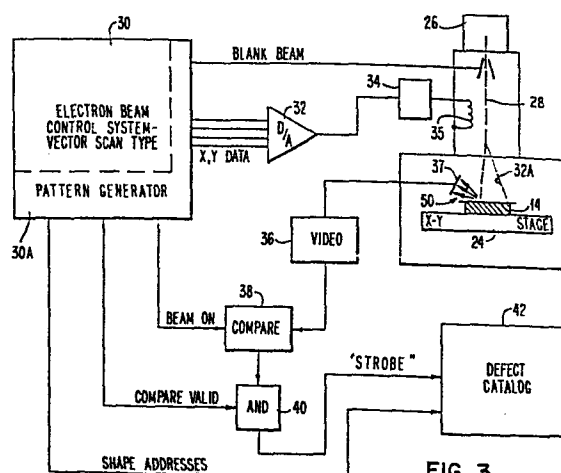 30
26
BLANK BEAM
34
32
28
ELECTRON BEAM
CONTROL SYSTEM-
VECTOR SCAN TYPE
D/A
35
X,Y DATA
37
32A
PATTERN GENERATOR
50
14
30A
36
VIDEO
X-Y STAGE
24
38
42
BEAM ON
COMPARE
"STROBE"
DEFECT
CATALOG
COMPARE VALID
AND
40
SHAPE ADDRESSES
FIG. 3